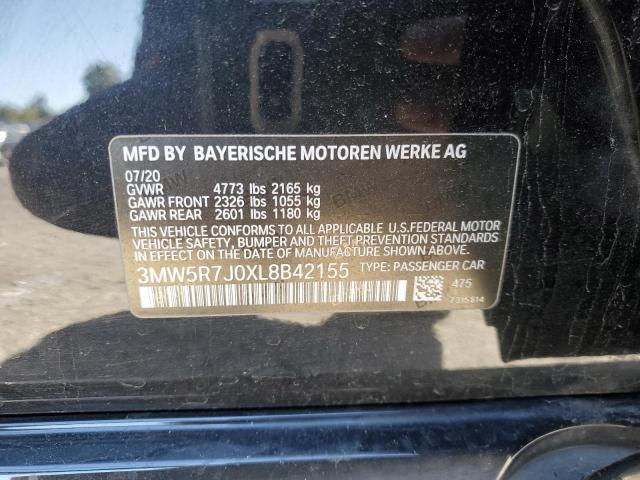 MFD BY BAYERISCHE MOTOREN WERKE AG
07/20
GVWR 4773 lbs 2165 kg
GAWR FRONT 2326 lbs 1055 kg
GAWR REAR 2601 lbs 1180 kg
THIS VEHICLE CONFORMS TO ALL APPLICABLE U.S.FEDERAL MOTOR
VEHICLE SAFETY, BUMPER AND THEFT PREVENTION STANDARDS IN
EFFECT ON THE DATE OF MANUFACTURE SHOWN ABOVE.
3MW5R7J0XL8B42155 TYPE: PASSENGER CAR
475
7315814